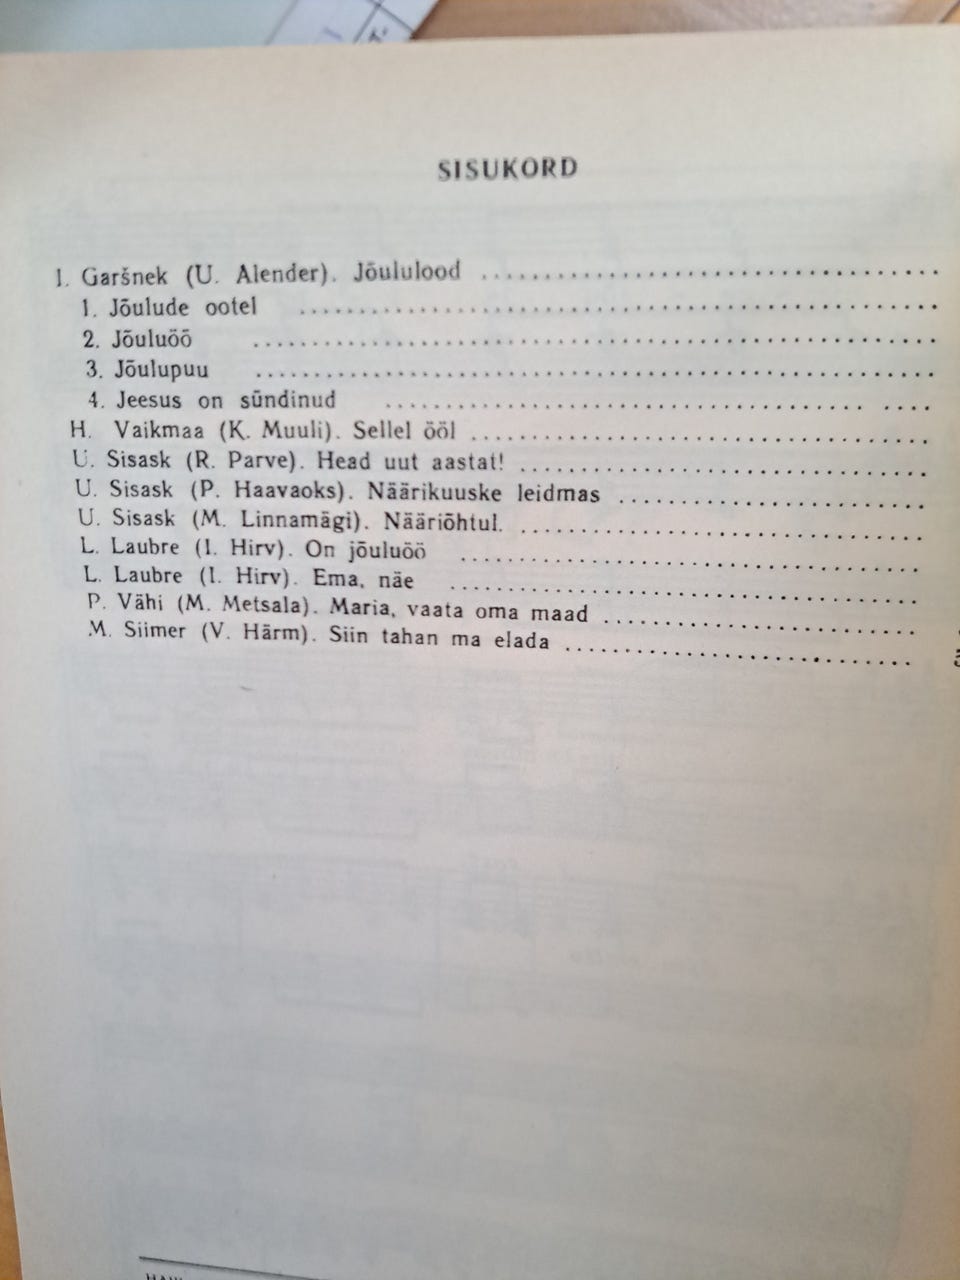 SISUKORD
I. Garšnek (U. Alender). Jõululood ........................................
1. Jõulude ootel ........................................
2. Jõuluöö ........................................
3. Jõulupuu ........................................
4. Jeesus on sündinud ........................................
H. Vaikmaa (K. Muuli). Sellel ööl ........................................
U. Sisask (R. Parve). Head uut aastat! ........................................
U. Sisask (P. Haavaoks). Näärikuuske leidmas ........................................
U. Sisask (M. Linnamägi). Nääriõhtul. ........................................
L. Laubre (I. Hirv). On jõuluöö ........................................
L. Laubre (I. Hirv). Ema, näe ........................................
P. Vähi (M. Metsala). Maria, vaata oma maad ........................................
M. Siimer (V. Härm). Siin tahan ma elada ........................................